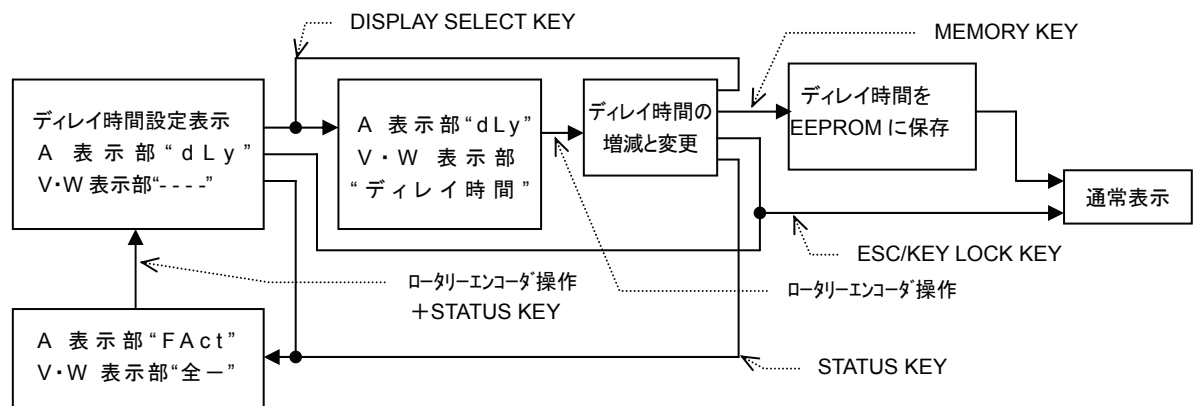 DISPLAY SELECT KEY
MEMORY KEY
ディレイ時間設定表示
A 表示部“dLy”
V・W 表示部“----”
A 表示部“dLy”
V・W 表示部
“ディレイ時間”
ディレイ時間の
増減と変更
ディレイ時間を
EEPROM に保存
通常表示
ESC/KEY LOCK KEY
ﾛｰﾀﾘｰｴﾝｺｰﾀﾞ操作
＋STATUS KEY
ﾛｰﾀﾘｰｴﾝｺｰﾀﾞ操作
A 表示部“FAct”
V・W 表示部“全－”
STATUS KEY